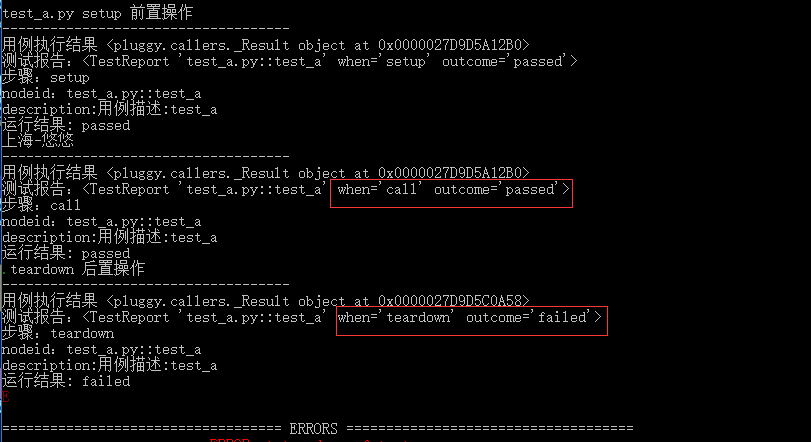 test_a.py setup 前置操作
------------------------------------
用例执行结果 <pluggy.callers._Result object at 0x0000027D9D5A12B0>
测试报告：<TestReport 'test_a.py::test_a' when='setup' outcome='passed'>
步骤：setup
nodeid：test_a.py::test_a
description:用例描述:test_a
运行结果: passed
上海-悠悠
------------------------------------
用例执行结果 <pluggy.callers._Result object at 0x0000027D9D5A12B0>
测试报告：<TestReport 'test_a.py::test_a' when='call' outcome='passed'>
步骤：call
nodeid：test_a.py::test_a
description:用例描述:test_a
运行结果: passed
.teardown 后置操作
------------------------------------
用例执行结果 <pluggy.callers._Result object at 0x0000027D9D5C0A58>
测试报告：<TestReport 'test_a.py::test_a' when='teardown' outcome='failed'>
步骤：teardown
nodeid：test_a.py::test_a
description:用例描述:test_a
运行结果: failed
E
=================================== ERRORS ====================================